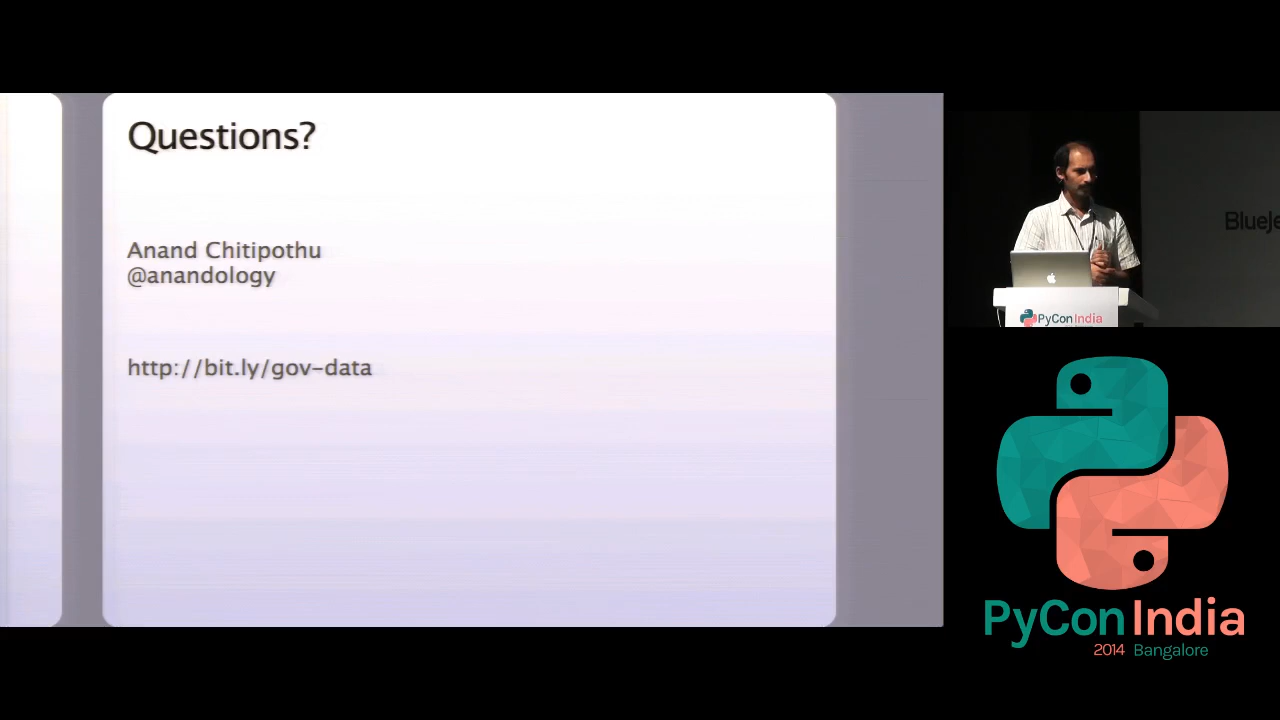 Questions?
Anand Chitipothu
@anandology
http://bit.ly/gov-data
PyCon India
PyCon India
2014 Bangalore